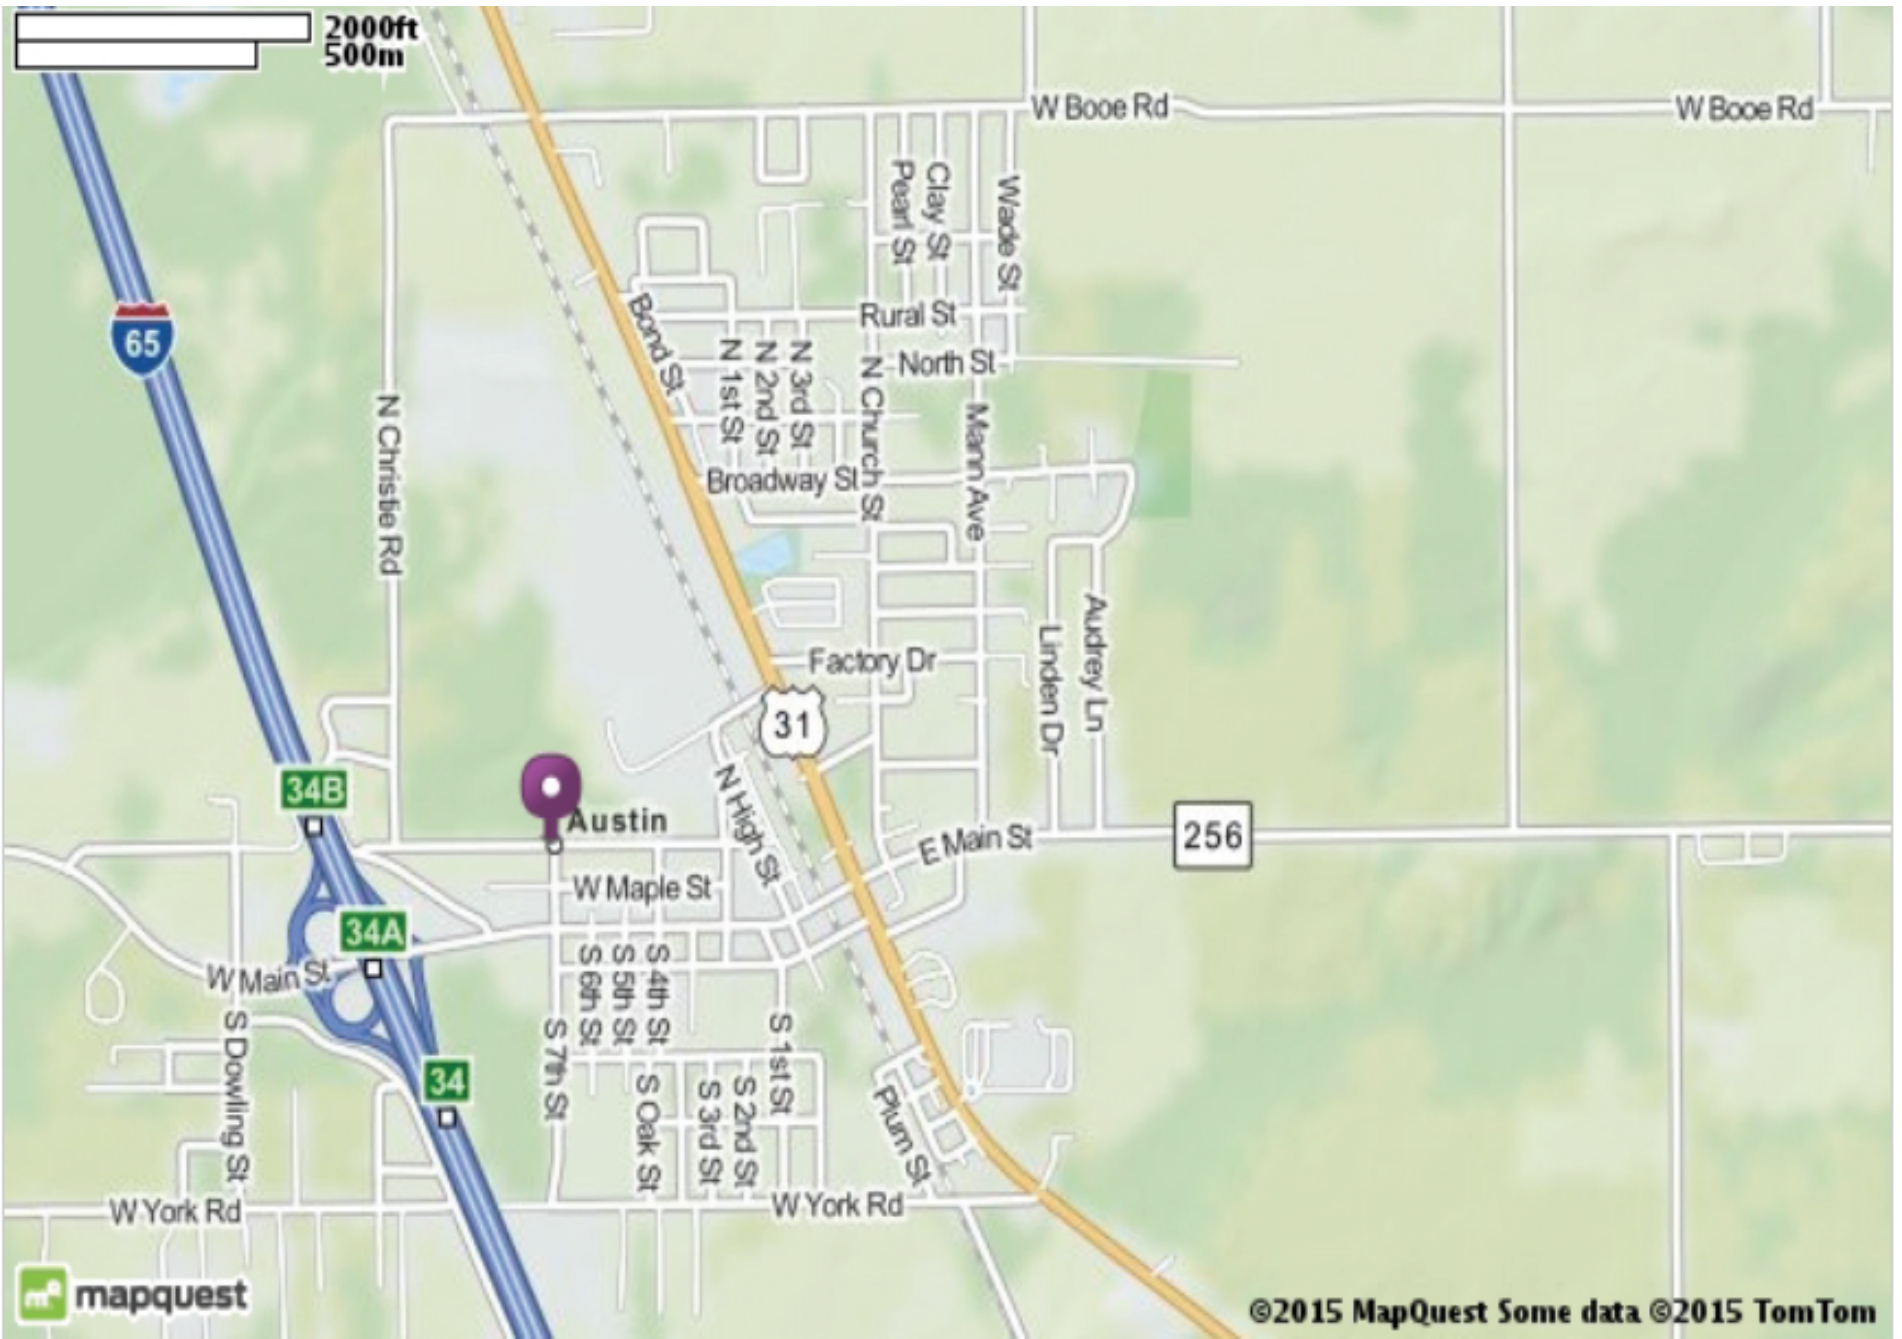 2000ft
500m
W Booe Rd
W Booe Rd
Pearl St
Clay St
Wade St
65
Bond St
Rural St
North St
N 1st St
N 2nd St
N 3rd St
N Church St
Mann Ave
N Christie Rd
Broadway St
Audrey Ln
Linden Dr
Factory Dr
31
34B
N High St
Austin
E Main St
256
W Maple St
34A
W Main St
S 6th St
S 5th St
S 4th St
S 7th St
S 1st St
S Dowling St
34
S Oak St
S 3rd St
S 2nd St
Plum St
W York Rd
W York Rd
mapquest
©2015 MapQuest Some data ©2015 TomTom